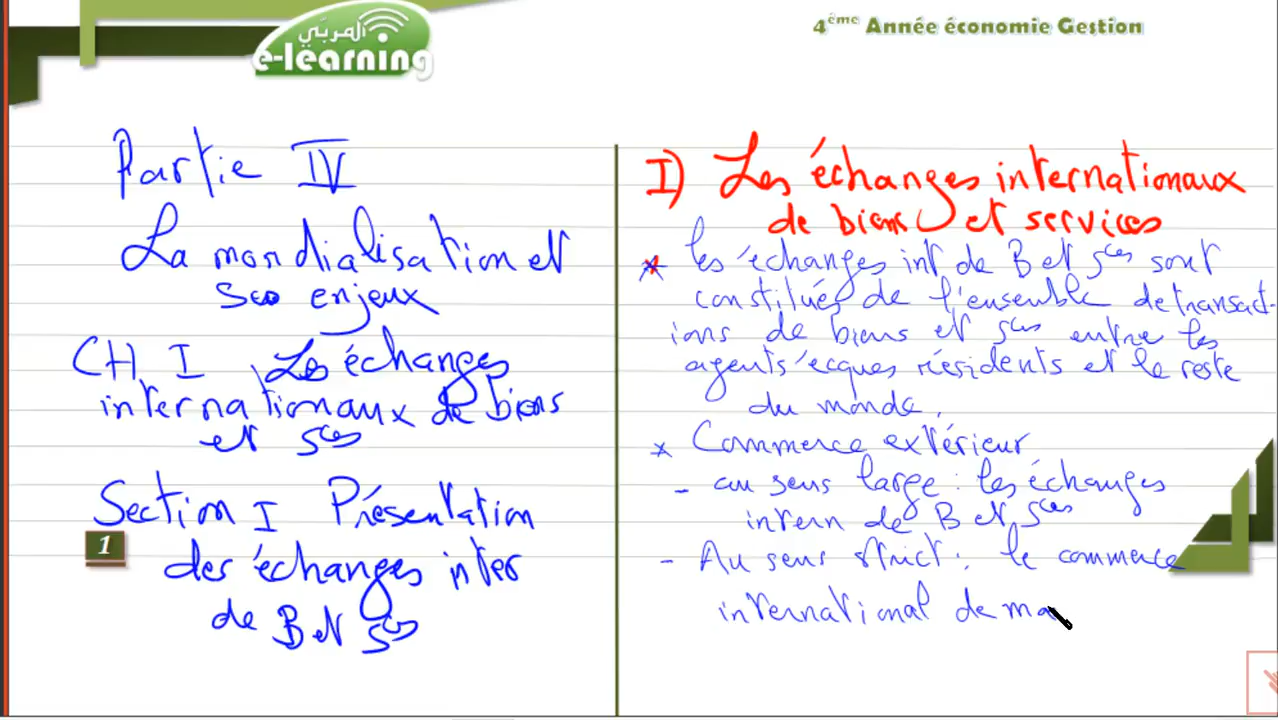 العربي
e-learning
4ème Année économie Gestion
Partie IV
La mondialisation et
ses enjeux
CH I Les échanges
internationaux de biens
et sces
Section I Présentation
des échanges inter
de B et sces
1
I) Les échanges internationaux
de biens et services
* les échanges int de B et sces sont
constitués de l'ensemble de transact-
ions de biens et sces entre les
agents écques résidents et le reste
du monde.
* Commerce extérieur
- au sens large : les échanges
intern de B et sces
- Au sens strict : le commerce
international de ma